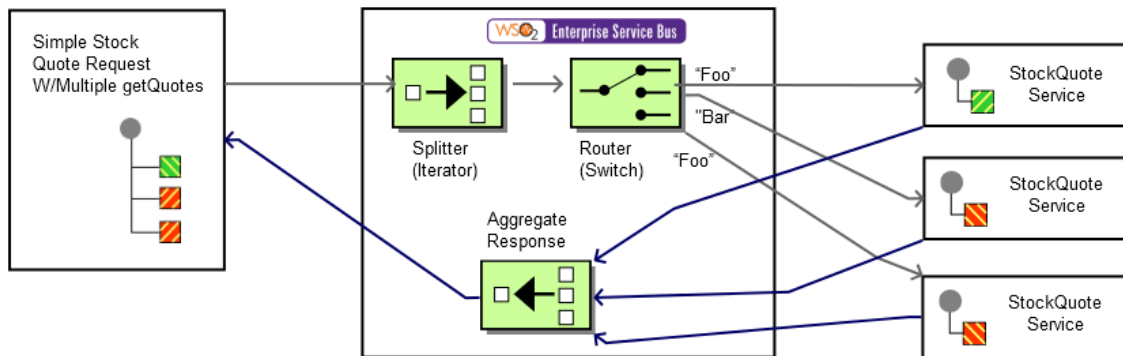 Simple Stock
Quote Request
W/Multiple getQuotes
WSO2 Enterprise Service Bus
Splitter
(Iterator)
Router
(Switch)
“Foo”
"Bar”
“Foo”
Aggregate
Response
StockQuote
Service
StockQuote
Service
StockQuote
Service